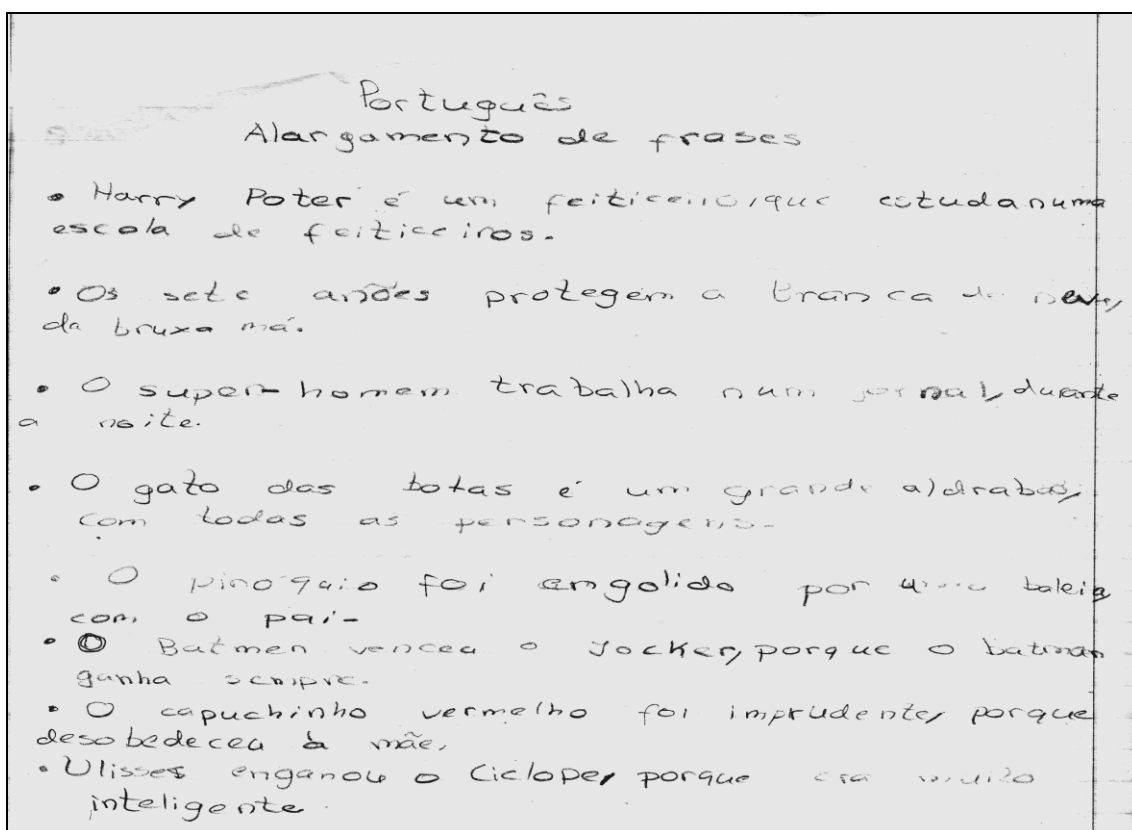 Português
Alargamento de frases
• Harry Poter é um feiticeiro, que estuda numa
escola de feiticeiros.
• Os sete anões protegem a branca de neve,
da bruxa má.
• O super-homem trabalha num jornal, durante
a noite.
• O gato das botas é um grande aldrabão,
com todas as personagens.
• O pinóquio foi engolido por uma baleia
com o pai.
• O Batmen venceu o Jocker, porque o batman
ganha sempre.
• O capuchinho vermelho foi imprudente, porque
desobedeceu à mãe.
• Ulisses enganou o Ciclope, porque era muito
inteligente